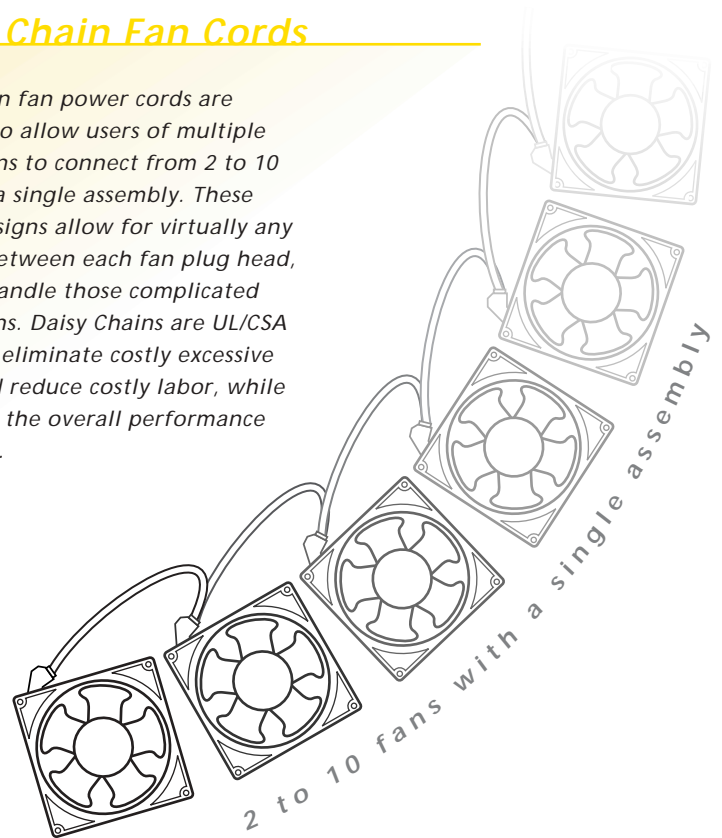 Chain Fan Cords
n fan power cords are
o allow users of multiple
ns to connect from 2 to 10
a single assembly. These
signs allow for virtually any
between each fan plug head,
andle those complicated
ns. Daisy Chains are UL/CSA
eliminate costly excessive
d reduce costly labor, while
the overall performance
.
2 to 10 fans with a single assembly